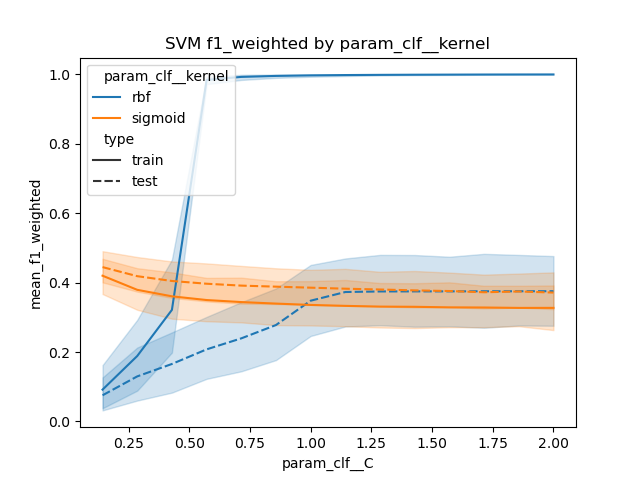 SVM f1_weighted by param_clf__kernel
param_clf__kernel
rbf
sigmoid
type
train
test
mean_f1_weighted
1.0
0.8
0.6
0.4
0.2
0.0
0.25 0.50 0.75 1.00 1.25 1.50 1.75 2.00
param_clf__C